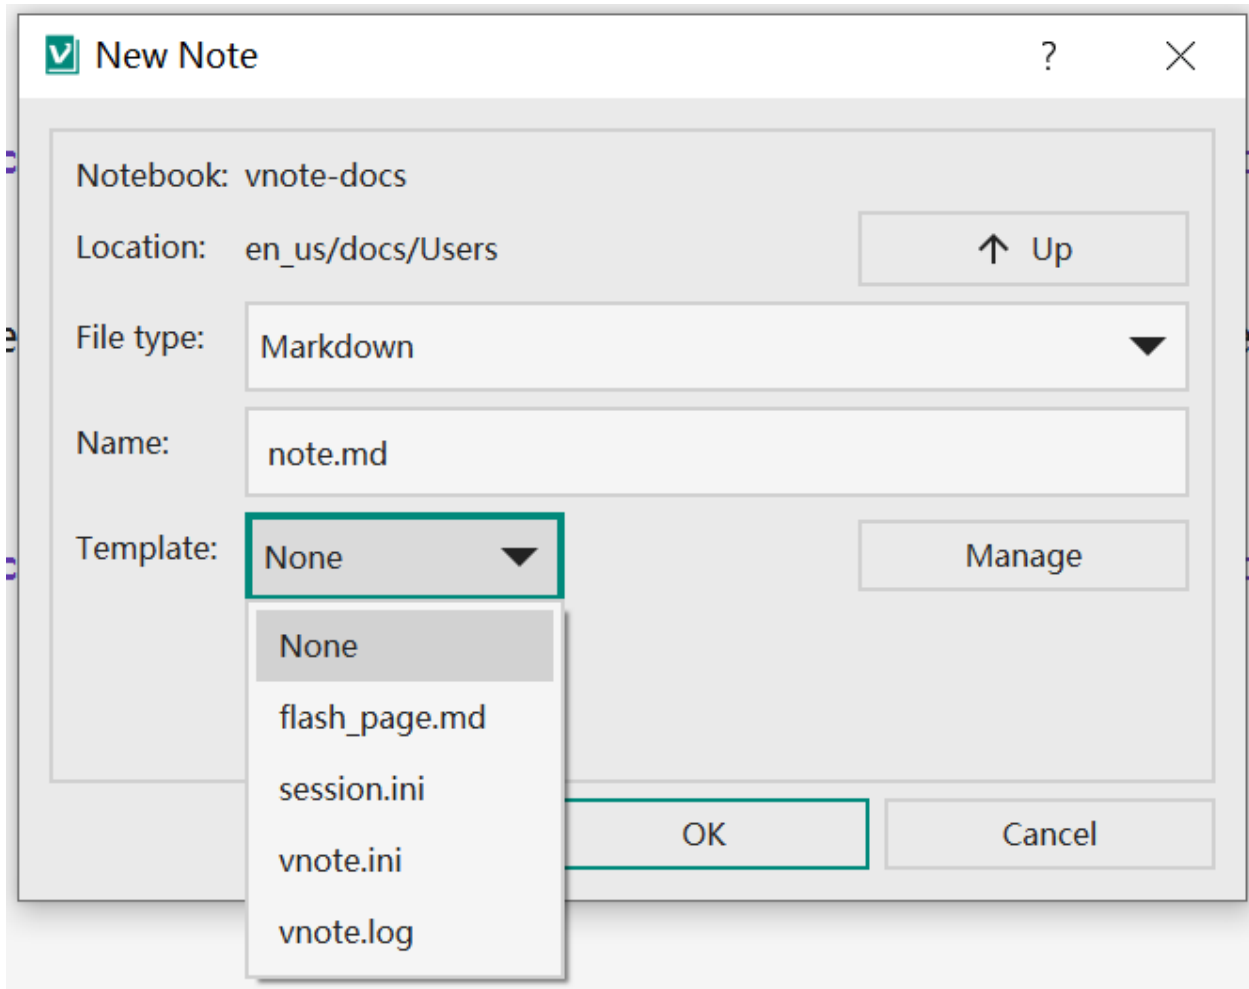 New Note
Notebook: vnote-docs
Location: en_us/docs/Users
Up
File type: Markdown
Name: note.md
Template: None
Manage
None
flash_page.md
session.ini
vnote.ini
vnote.log
OK
Cancel